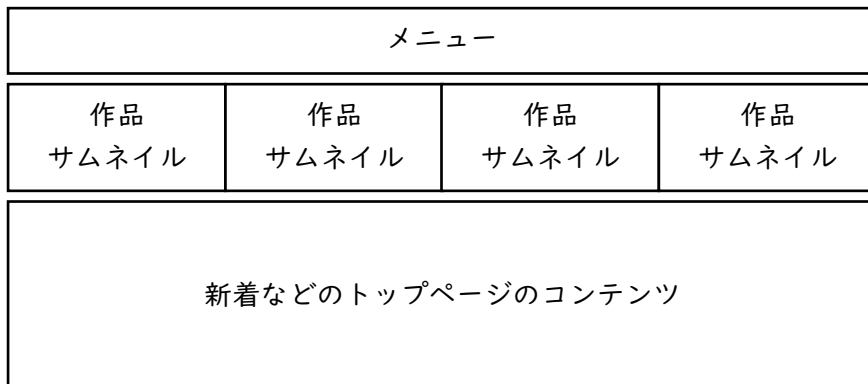 メニュー
作品
サムネイル
作品
サムネイル
作品
サムネイル
作品
サムネイル
新着などのトップページのコンテンツ